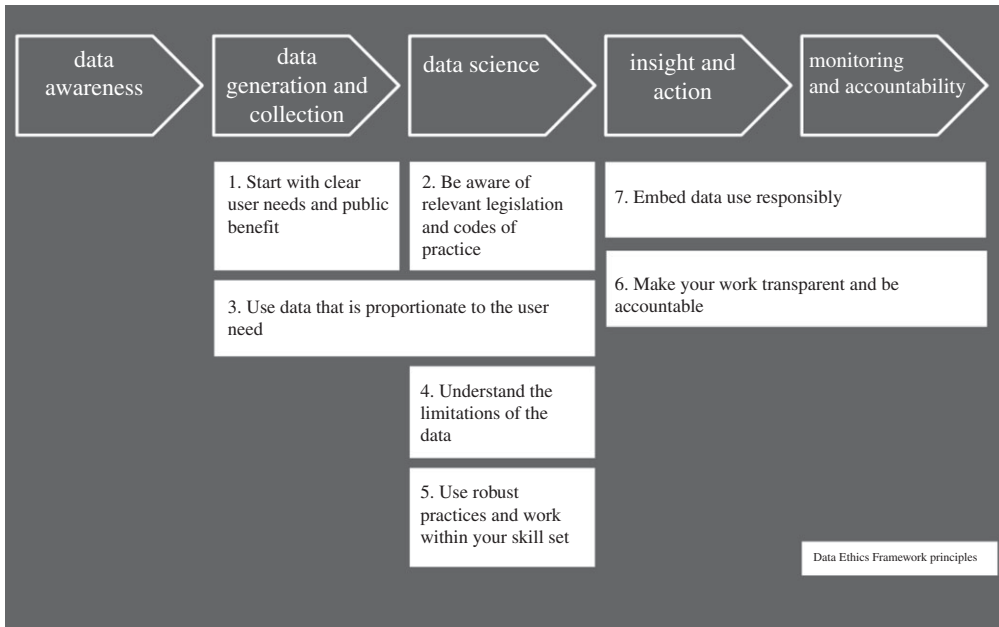 data
awareness
data
generation and
collection
data science
insight and
action
monitoring
and accountability
1. Start with clear
user needs and public
benefit
2. Be aware of
relevant legislation
and codes of
practice
7. Embed data use responsibly
6. Make your work transparent and be
accountable
3. Use data that is proportionate to the user
need
4. Understand the
limitations of the
data
5. Use robust
practices and work
within your skill set
Data Ethics Framework principles